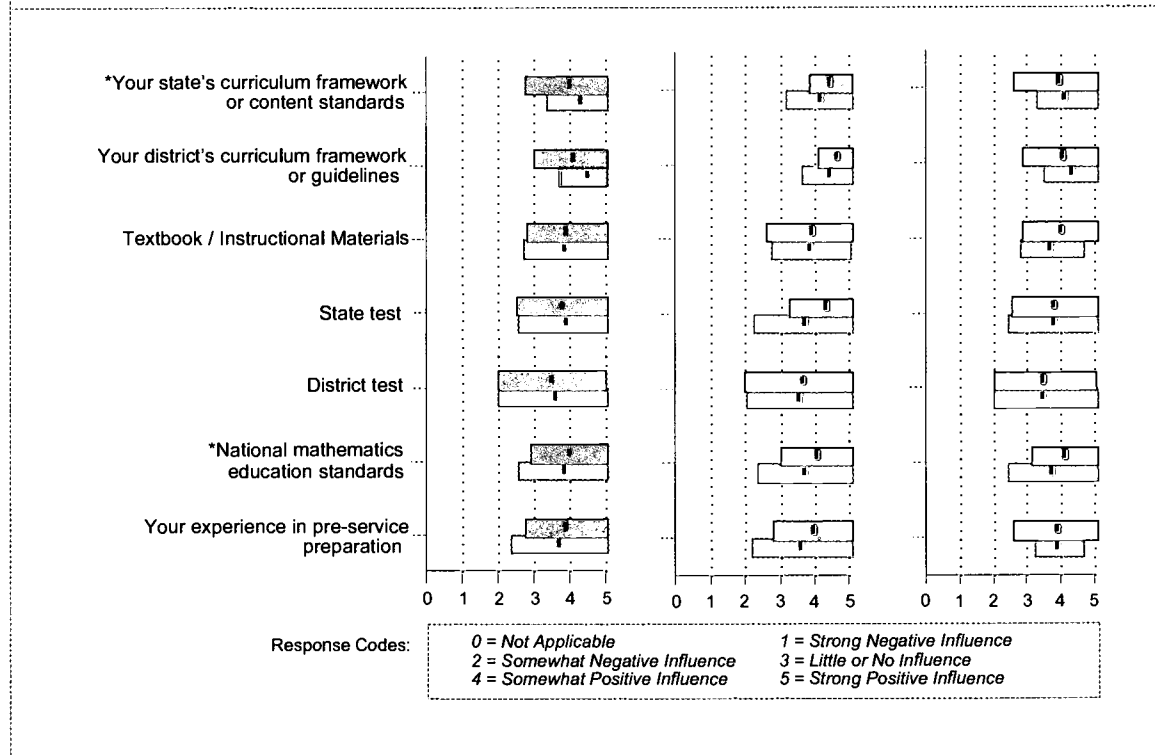 *Your state's curriculum framework
or content standards
Your district's curriculum framework
or guidelines
Textbook / Instructional Materials
State test
District test
*National mathematics
education standards
Your experience in pre-service
preparation
0 1 2 3 4 5
0 1 2 3 4 5
0 1 2 3 4 5
Response Codes:
0 = Not Applicable
1 = Strong Negative Influence
2 = Somewhat Negative Influence
3 = Little or No Influence
4 = Somewhat Positive Influence
5 = Strong Positive Influence